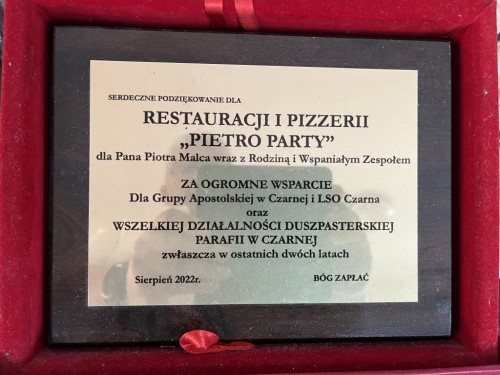 SERDECZNE PODZIĘKOWANIE DLA
RESTAURACJI I PIZZERII
„PIETRO PARTY”
dla Pana Piotra Malca wraz z Rodziną i Wspaniałym Zespołem
ZA OGROMNE WSPARCIE
Dla Grupy Apostolskiej w Czarnej i LSO Czarna
oraz
WSZELKIEJ DZIAŁALNOŚCI DUSZPASTERSKIEJ
PARAFII W CZARNEJ
zwłaszcza w ostatnich dwóch latach
Sierpień 2022r. BÓG ZAPŁAĆ